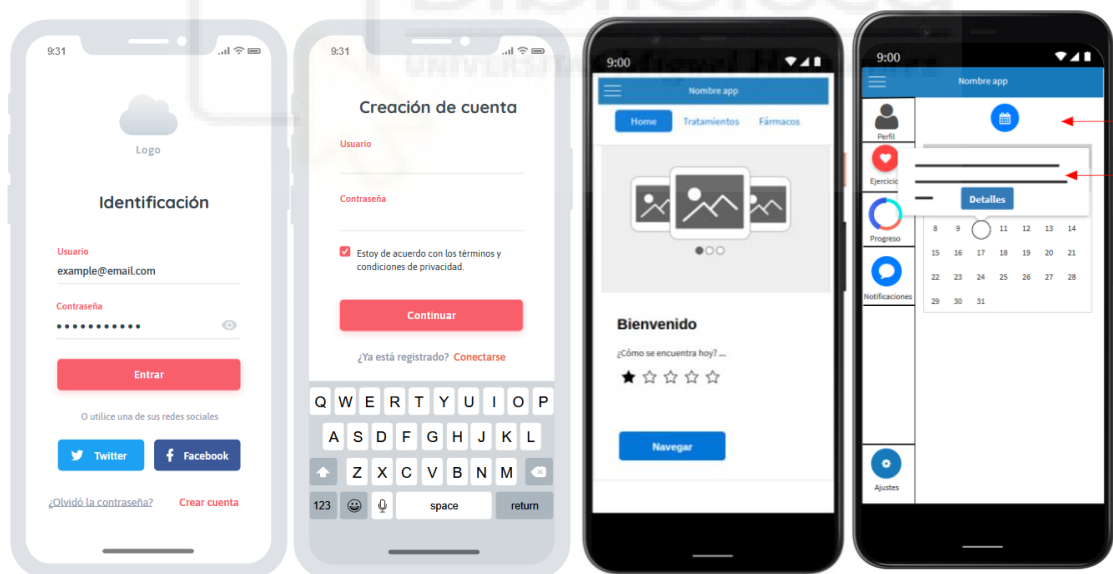 Biblioteca
UNIVERSITAS Miguel Hernández
9:31
Logo
Identificación
Usuario
example@email.com
Contraseña
Entrar
O utilice una de sus redes sociales
Twitter
Facebook
¿Olvidó la contraseña?
Crear cuenta
9:31
Creación de cuenta
Usuario
Contraseña
Estoy de acuerdo con los términos y
condiciones de privacidad.
Continuar
¿Ya está registrado? Conectarse
Q W E R T Y U I O P
A S D F G H J K L
Z X C V B N M
123 space return
9:00
Nombre app
Home Tratamientos Fármacos
Bienvenido
¿Cómo se encuentra hoy? ...
Navegar
9:00
Nombre app
Perfil
Ejercicio
Detalles
Progreso
8 9 11 12 13 14
15 16 17 18 19 20 21
22 23 24 25 26 27 28
29 30 31
Notificaciones
Ajustes